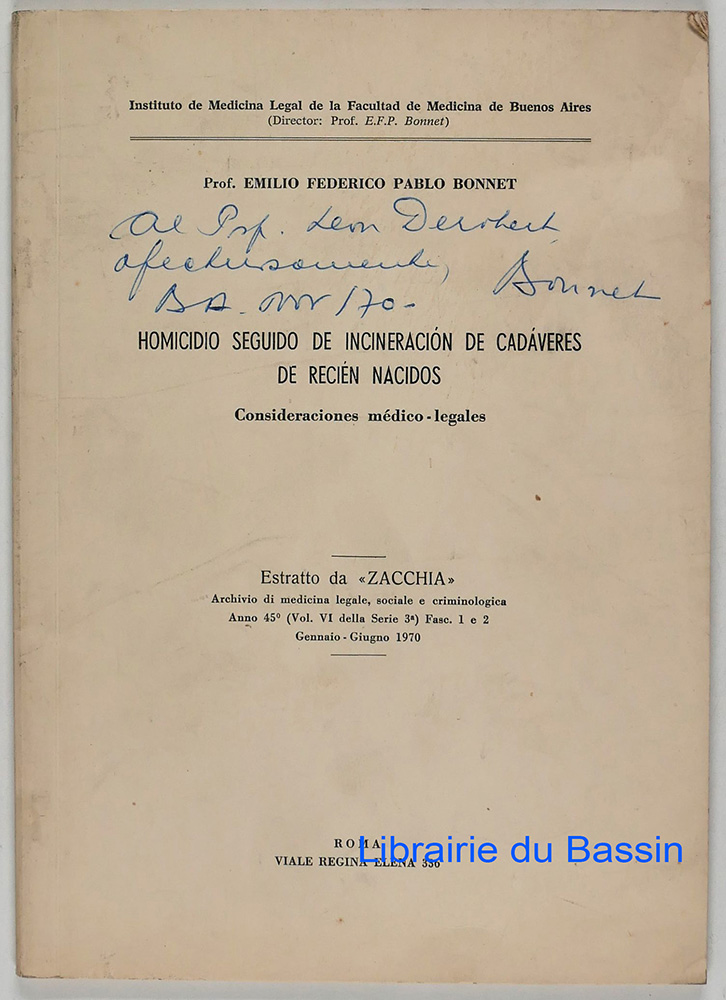 Instituto de Medicina Legal de la Facultad de Medicina de Buenos Aires
(Director: Prof. E.F.P. Bonnet)
Prof. EMILIO FEDERICO PABLO BONNET
Al Prof. Leon Derobert,
afectuosamente, Bonnet
BA. nov/70-
HOMICIDIO SEGUIDO DE INCINERACIÓN DE CADÁVERES
DE RECIÉN NACIDOS
Consideraciones médico-legales
Estratto da «ZACCHIA»
Archivio di medicina legale, sociale e criminologica
Anno 45º (Vol. VI della Serie 3ª) Fasc. 1 e 2
Gennaio - Giugno 1970
ROMA
VIALE REGINA ELENA 336
Librairie du Bassin